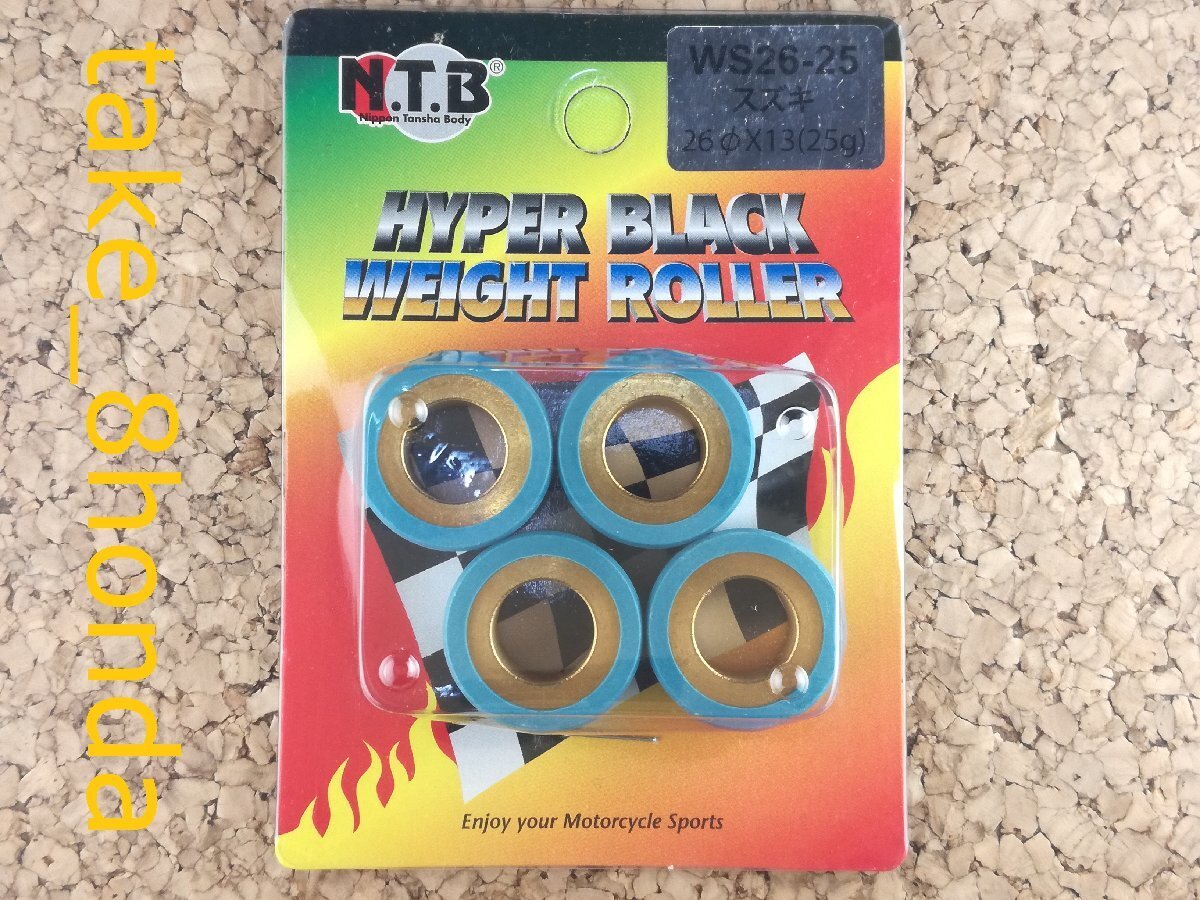 N.T.B®
Nippon Tansha Body
WS26-25
スズキ
26φX13(25g)
HYPER BLACK
WEIGHT ROLLER
Enjoy your Motorcycle Sports
take_8honda